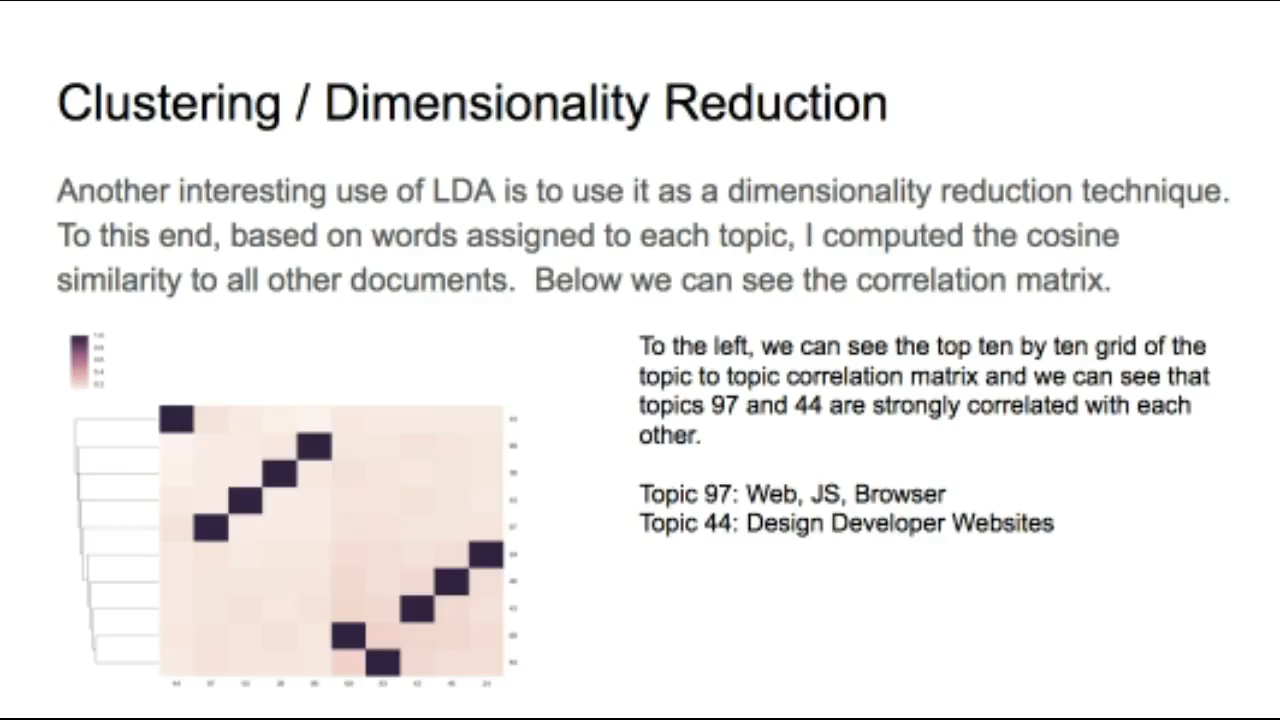 Clustering / Dimensionality Reduction
Another interesting use of LDA is to use it as a dimensionality reduction technique.
To this end, based on words assigned to each topic, I computed the cosine
similarity to all other documents.  Below we can see the correlation matrix.
To the left, we can see the top ten by ten grid of the
topic to topic correlation matrix and we can see that
topics 97 and 44 are strongly correlated with each
other.
Topic 97: Web, JS, Browser
Topic 44: Design Developer Websites